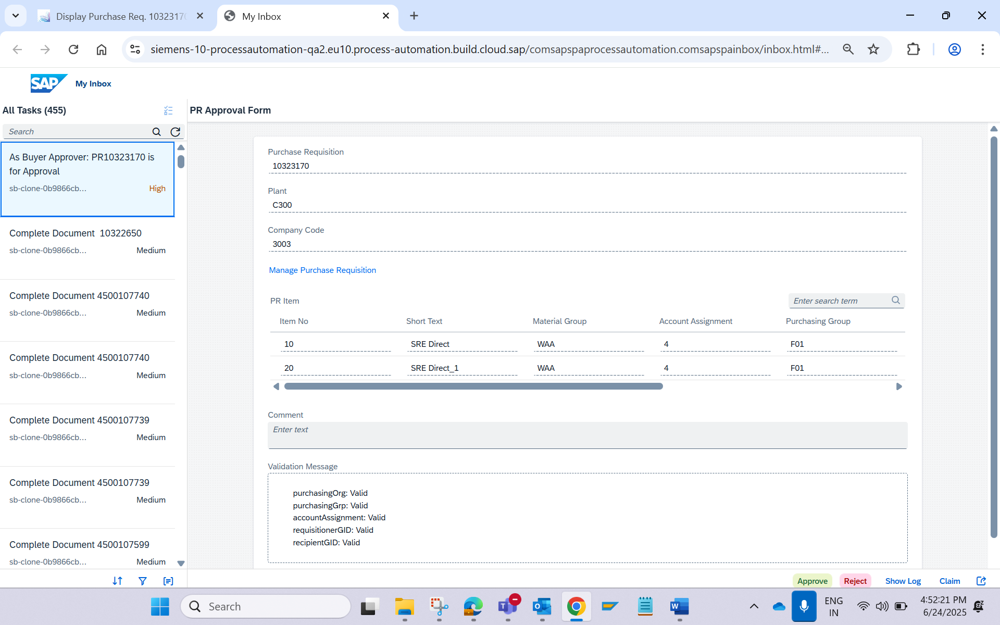 Display Purchase Req. 1032317
My Inbox
siemens-10-processautomation-qa2.eu10.process-automation.build.cloud.sap/comsapspaprocessautomation.comsapspainbox/inbox.html#...
SAP My Inbox
All Tasks (455)
Search
As Buyer Approver: PR10323170 is
for Approval
sb-clone-0b9866cb... High
Complete Document 10322650
sb-clone-0b9866cb... Medium
Complete Document 4500107740
sb-clone-0b9866cb... Medium
Complete Document 4500107740
sb-clone-0b9866cb... Medium
Complete Document 4500107739
sb-clone-0b9866cb... Medium
Complete Document 4500107739
sb-clone-0b9866cb... Medium
Complete Document 4500107599
sb-clone-0b9866cb... Medium
PR Approval Form
Purchase Requisition
10323170
Plant
C300
Company Code
3003
Manage Purchase Requisition
PR Item Enter search term
Item No Short Text Material Group Account Assignment Purchasing Group
10 SRE Direct WAA 4 F01
20 SRE Direct_1 WAA 4 F01
Comment
Enter text
Validation Message
purchasingOrg: Valid
purchasingGrp: Valid
accountAssignment: Valid
requisitionerGID: Valid
recipientGID: Valid
Approve Reject Show Log Claim
Search
ENG
IN
4:52:21 PM
6/24/2025